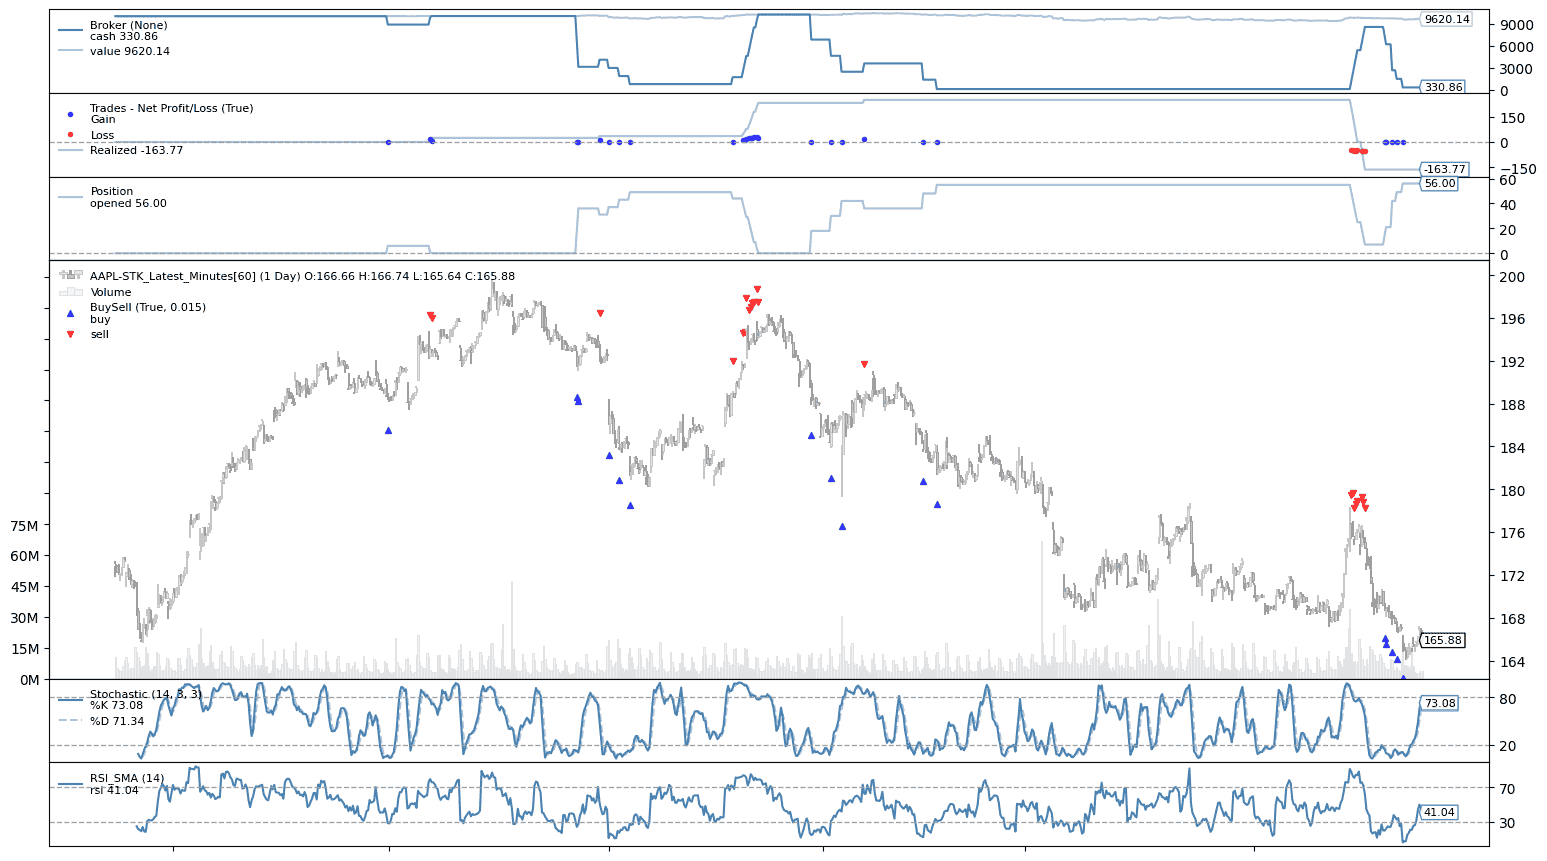 Broker (None)
cash 330.86
value 9620.14
9620.14
9000
6000
3000
330.86
0
Trades - Net Profit/Loss (True)
Gain
Loss
Realized -163.77
150
0
−150
-163.77
Position
opened 56.00
60
56.00
40
20
0
AAPL-STK_Latest_Minutes[60] (1 Day) O:166.66 H:166.74 L:165.64 C:165.88
Volume
BuySell (True, 0.015)
buy
sell
200
196
192
188
184
180
176
172
168
165.88
164
75M
60M
45M
30M
15M
0M
Stochastic (14, 3, 3)
%K 73.08
%D 71.34
80
73.08
20
RSI_SMA (14)
rsi 41.04
70
41.04
30